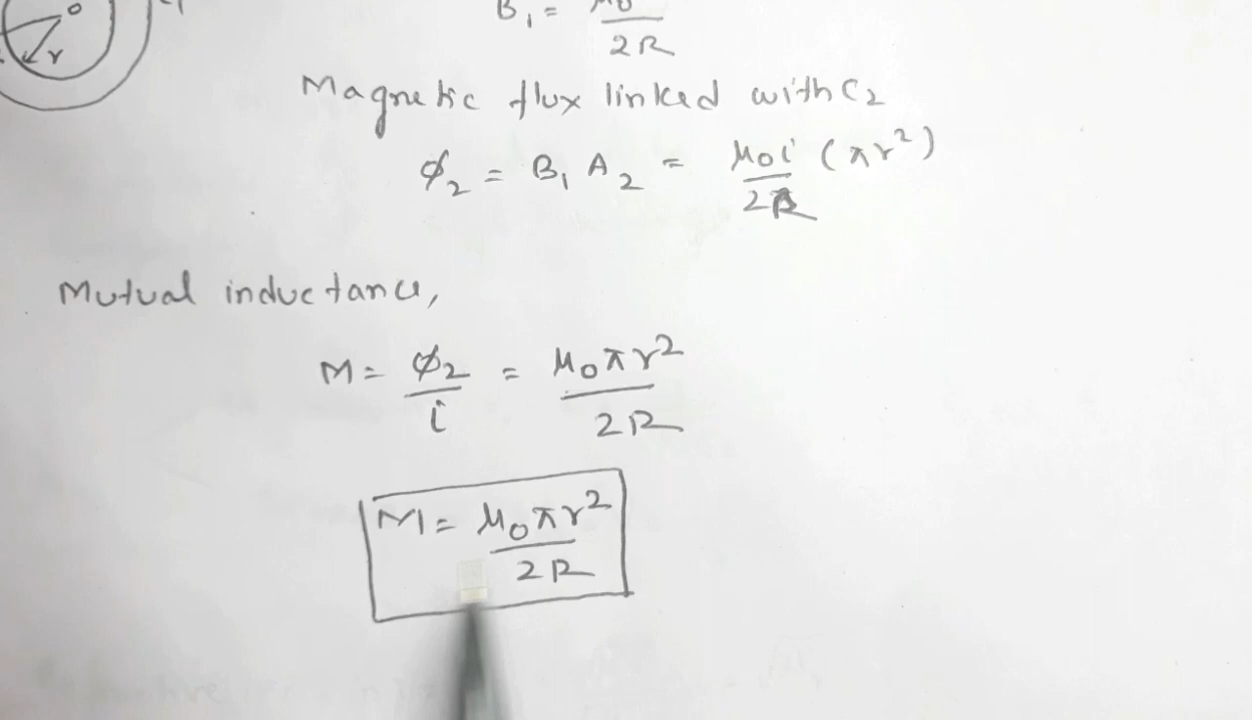 o
r
B₁ = μ₀
2R
Magnetic flux linked with C₂
ϕ₂ = B₁ A₂ = μ₀i/2R (πr²)
Mutual inductance,
M = ϕ₂/i = μ₀πr²/2R
M = μ₀πr²/2R